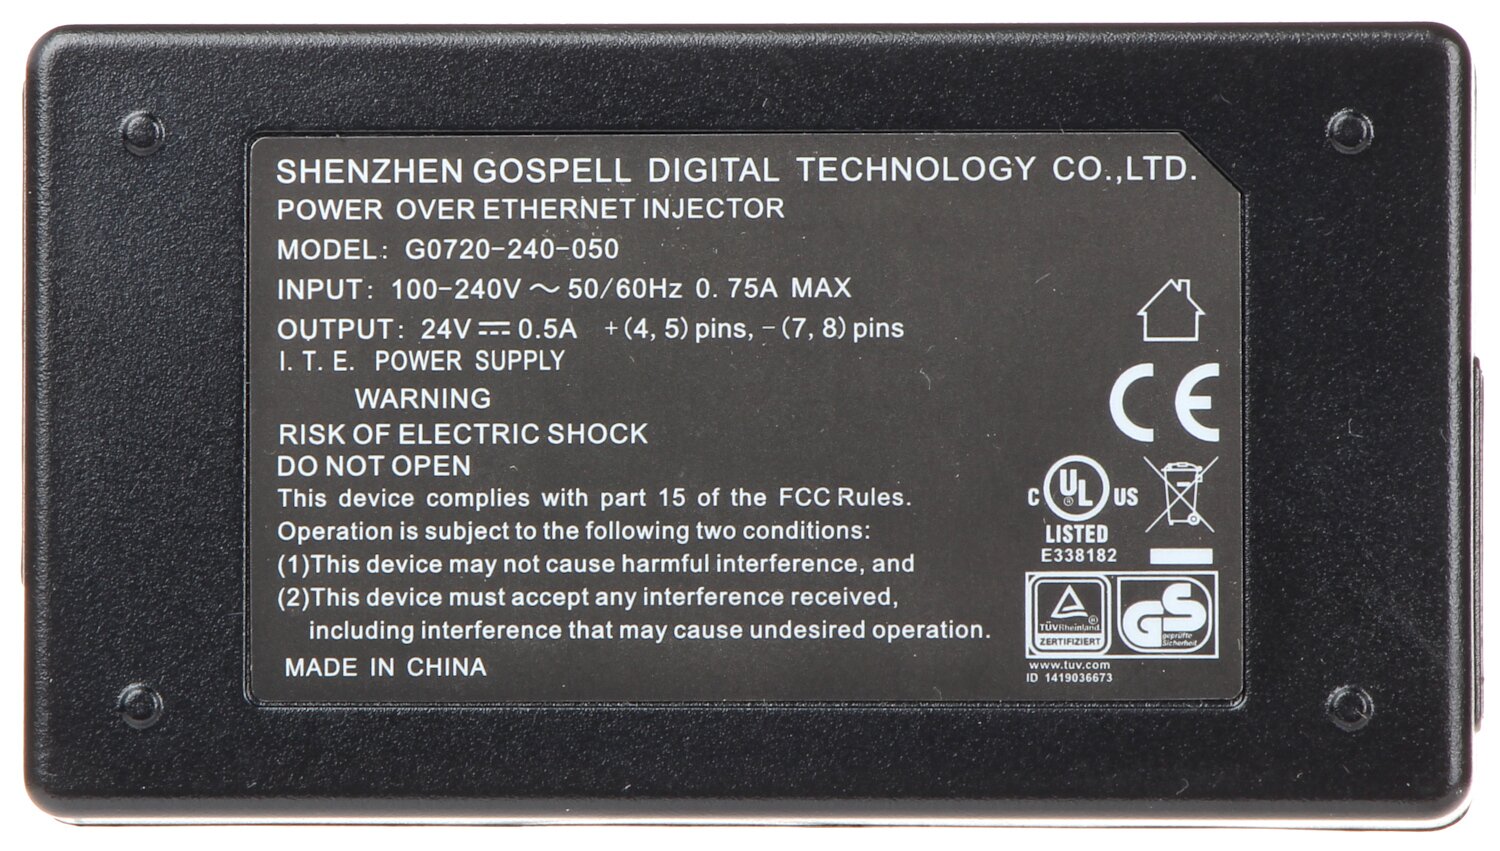 SHENZHEN GOSPELL DIGITAL TECHNOLOGY CO.,LTD.
POWER OVER ETHERNET INJECTOR
MODEL: G0720-240-050
INPUT: 100-240V ～ 50/60Hz 0.75A MAX
OUTPUT: 24V ⎓ 0.5A +(4, 5) pins, -(7, 8) pins
I. T. E. POWER SUPPLY
WARNING
RISK OF ELECTRIC SHOCK
DO NOT OPEN
This device complies with part 15 of the FCC Rules.
Operation is subject to the following two conditions:
(1)This device may not cause harmful interference, and
(2)This device must accept any interference received,
including interference that may cause undesired operation.
MADE IN CHINA
CE
C UL ® US
LISTED
E338182
TÜVRheinland ®
ZERTIFIZIERT
GS
geprüfte
Sicherheit
www.tuv.com
ID 1419036673